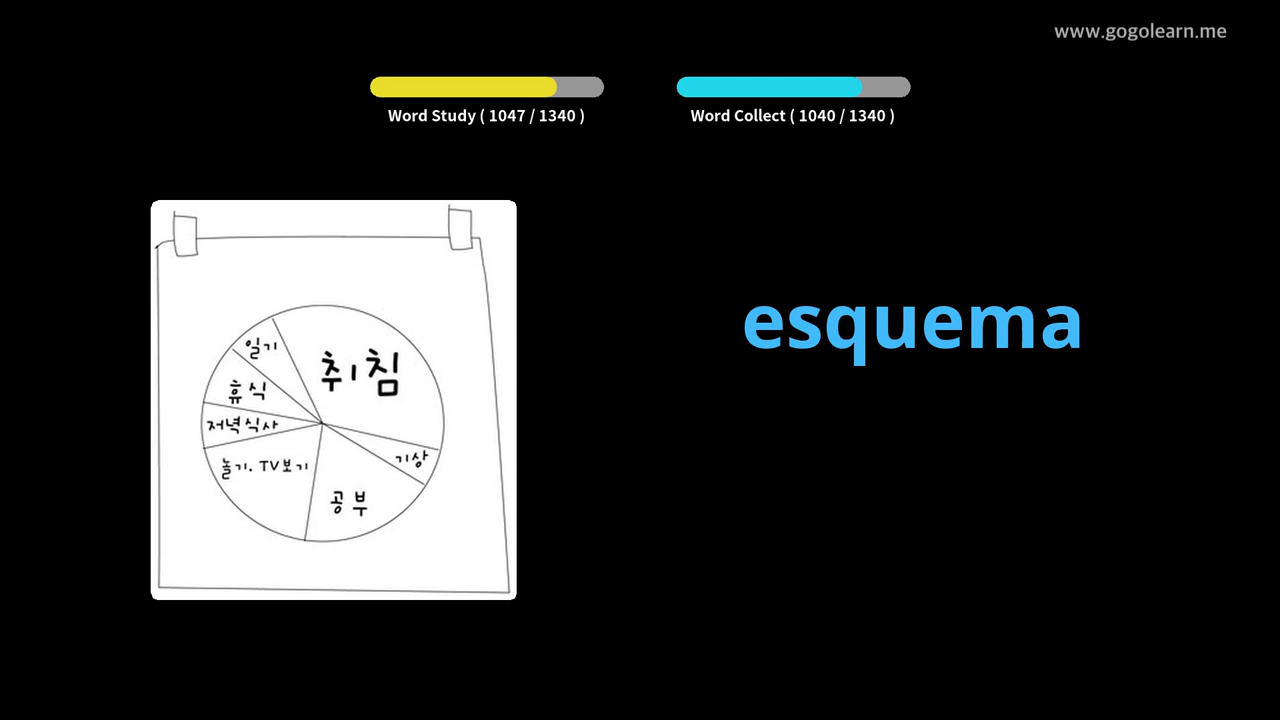 www.gogolearn.me
Word Study ( 1047 / 1340 )
Word Collect ( 1040 / 1340 )
일기
취침
휴식
저녁식사
놀기. TV보기
기상
공부
esquema